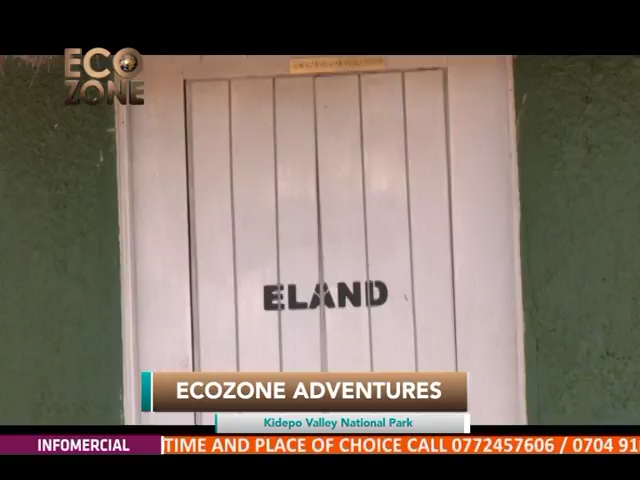 ECO
ZONE
ELAND
ECOZONE ADVENTURES
Kidepo Valley National Park
INFOMERCIAL
TIME AND PLACE OF CHOICE CALL 0772457606 / 0704 91